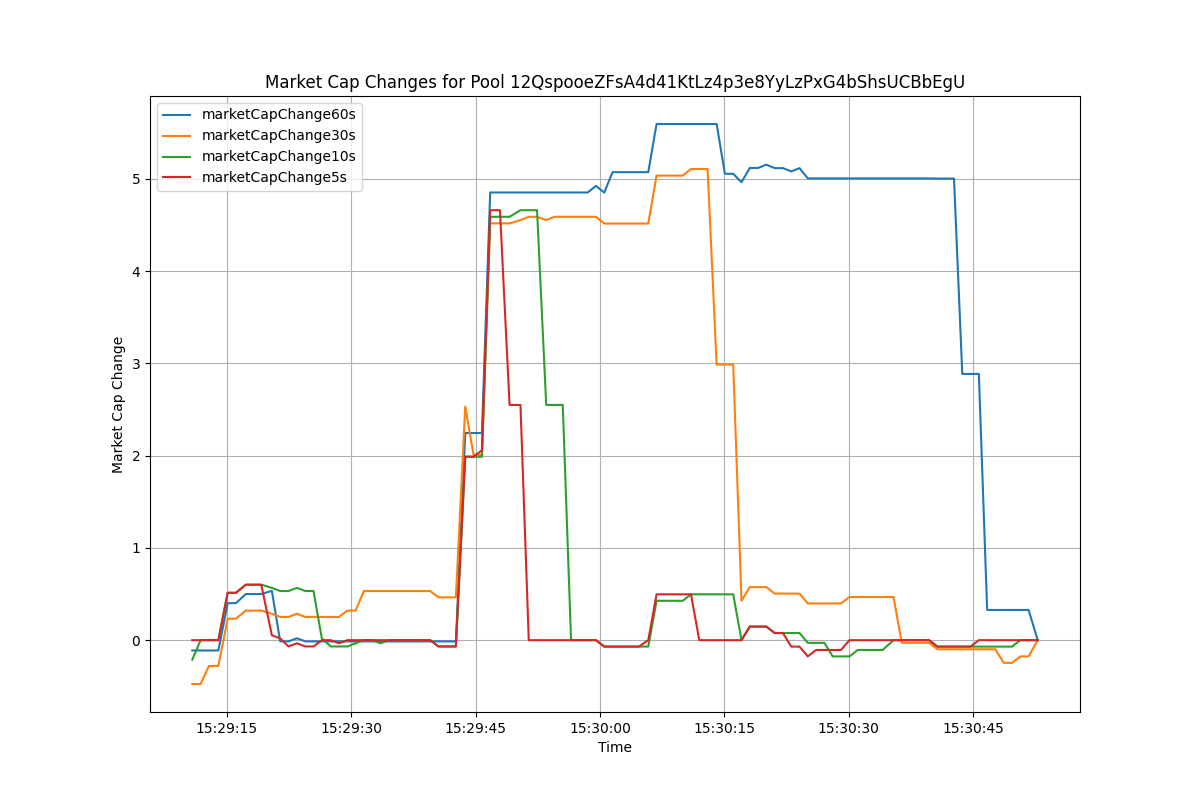 Market Cap Changes for Pool 12QspooeZFsA4d41KtLz4p3e8YyLzPxG4bShsUCBbEgU
marketCapChange60s
marketCapChange30s
marketCapChange10s
marketCapChange5s
5
4
3
2
1
0
Market Cap Change
15:29:15 15:29:30 15:29:45 15:30:00 15:30:15 15:30:30 15:30:45
Time